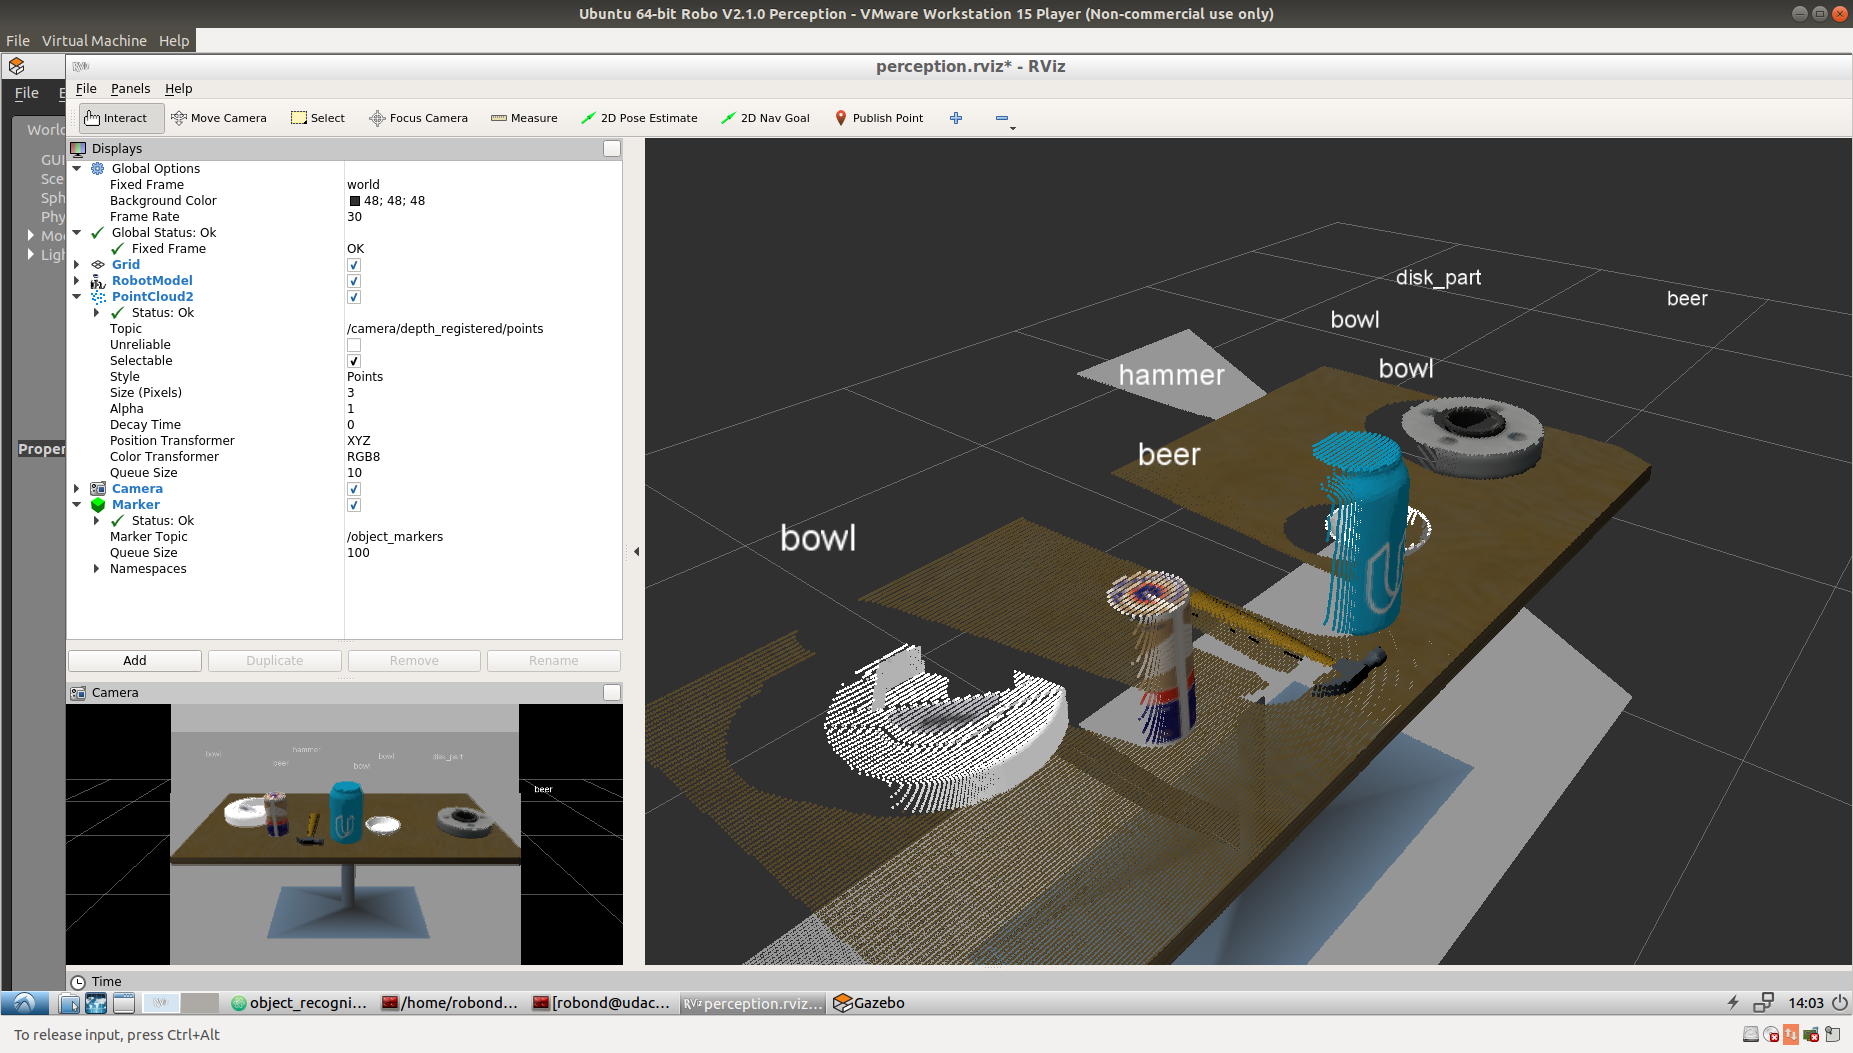 Ubuntu 64-bit Robo V2.1.0 Perception - VMware Workstation 15 Player (Non-commercial use only)
File Virtual Machine Help
RViz
perception.rviz* - RViz
File
File Panels Help
Interact Move Camera Select Focus Camera Measure 2D Pose Estimate 2D Nav Goal Publish Point
World
GUI
Sce
Sph
Phy
Mod
Ligh
Proper
Displays
Global Options
Fixed Frame world
Background Color 48; 48; 48
Frame Rate 30
Global Status: Ok
Fixed Frame OK
Grid
RobotModel
PointCloud2
Status: Ok
Topic /camera/depth_registered/points
Unreliable
Selectable
Style Points
Size (Pixels) 3
Alpha 1
Decay Time 0
Position Transformer XYZ
Color Transformer RGB8
Queue Size 10
Camera
Marker
Status: Ok
Marker Topic /object_markers
Queue Size 100
Namespaces
Add Duplicate Remove Rename
Camera
bowl
hammer
beer
bowl
bowl
disk_part
beer
disk_part
beer
bowl
bowl
hammer
beer
bowl
Time
object_recogni... /home/robond... [robond@udac... RViz perception.rviz... Gazebo
14:03
To release input, press Ctrl+Alt